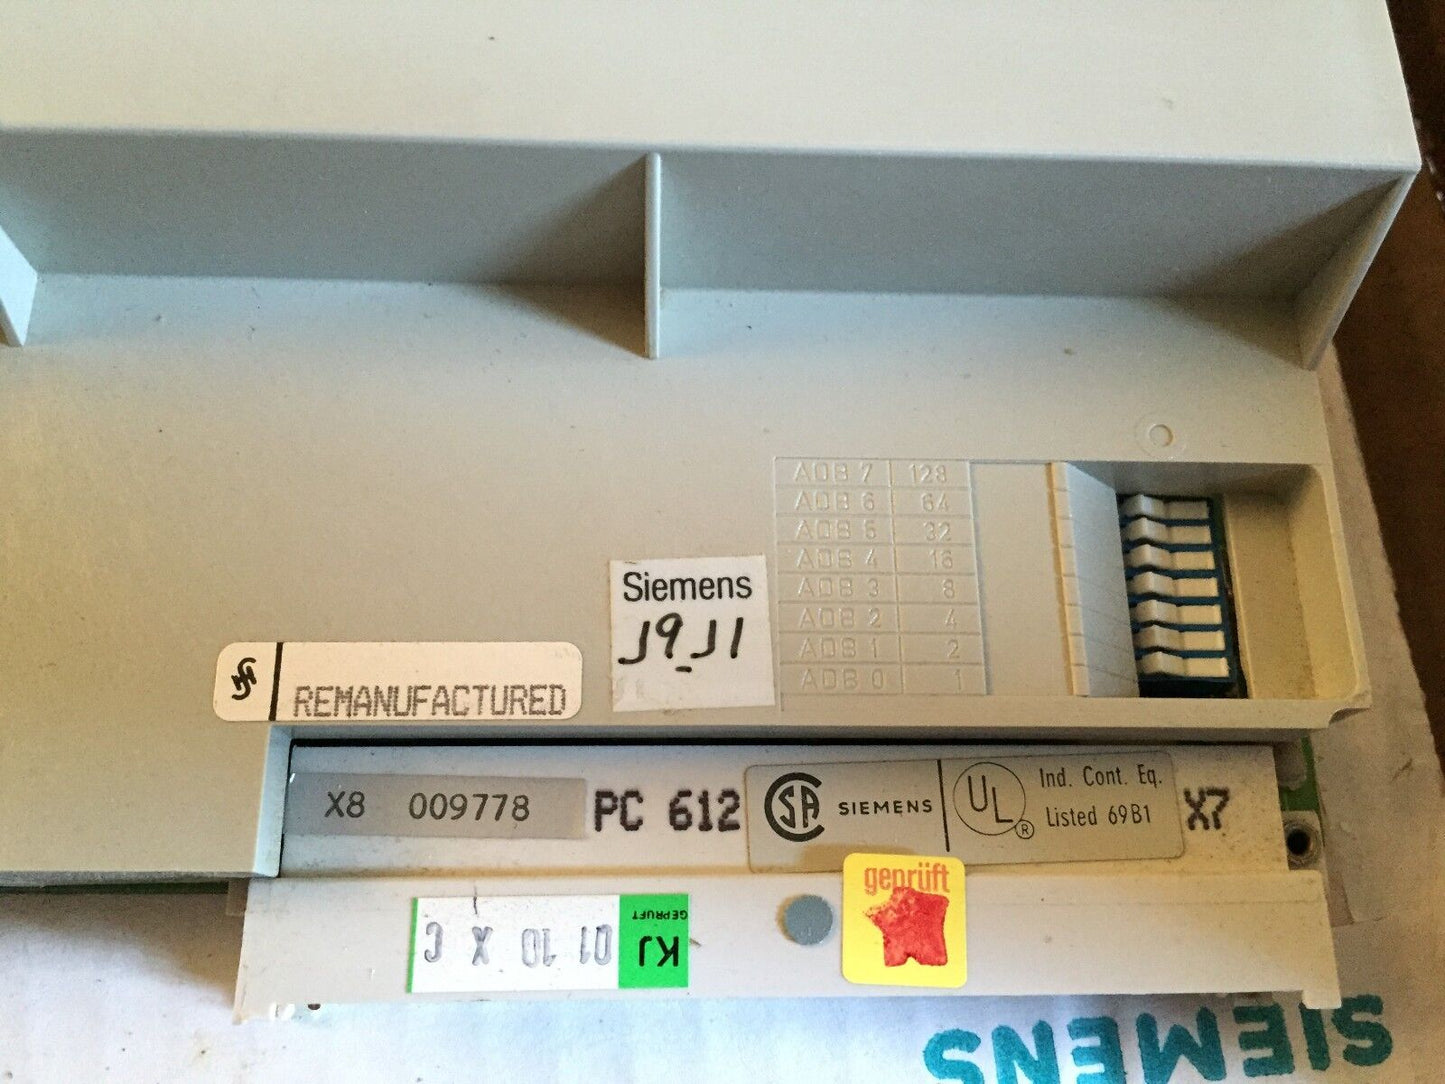 ADB 7 128
ADB 6 64
ADB 5 32
ADB 4 16
ADB 3 8
ADB 2 4
ADB 1 2
ADB 0 1
Siemens
REMANUFACTURED
X8 009778
PC 612
SA SIEMENS
UL ®
Ind. Cont. Eq.
Listed 69B1
X7
geprüft
KJ GEPRÜFT
01 10 X C
SIEMENS